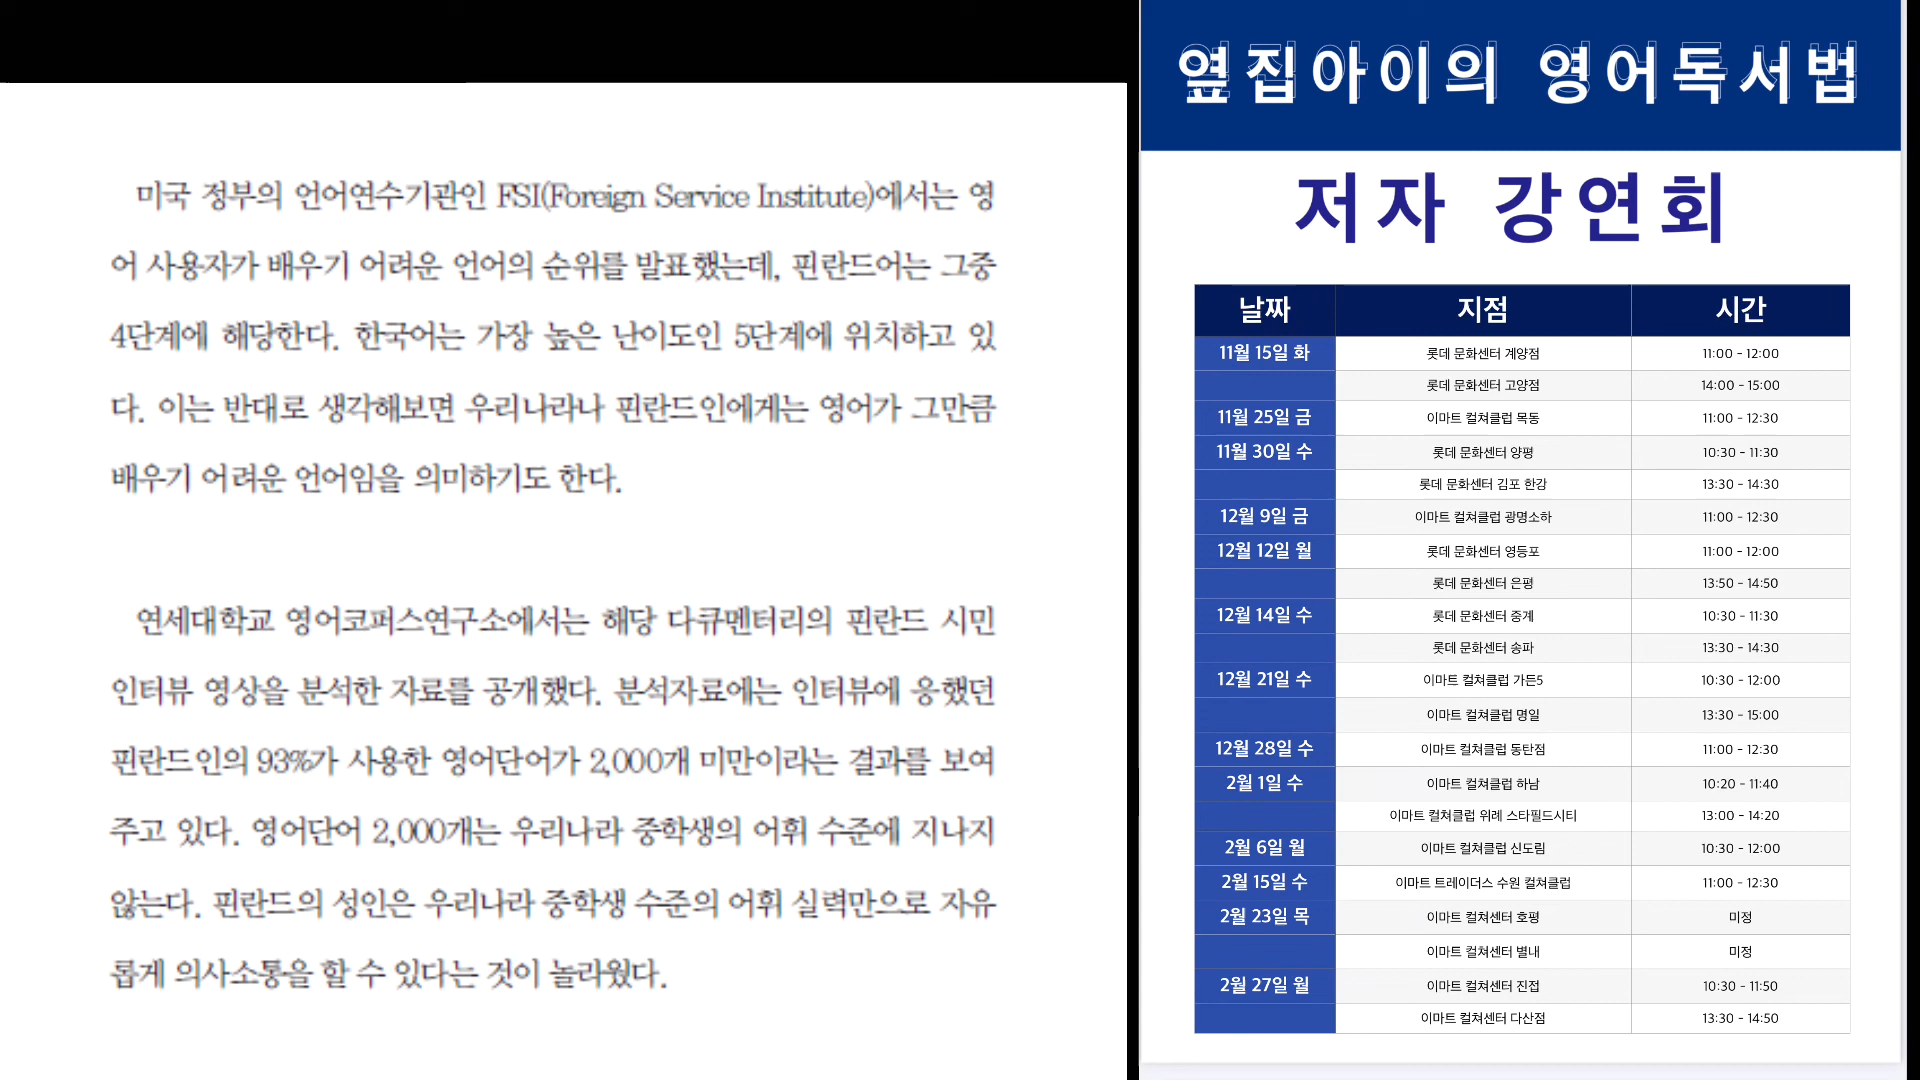 미국 정부의 언어연수기관인 FSI(Foreign Service Institute)에서는 영
어 사용자가 배우기 어려운 언어의 순위를 발표했는데, 핀란드어는 그중
4단계에 해당한다. 한국어는 가장 높은 난이도인 5단계에 위치하고 있
다. 이는 반대로 생각해보면 우리나라나 핀란드인에게는 영어가 그만큼
배우기 어려운 언어임을 의미하기도 한다.
연세대학교 영어코퍼스연구소에서는 해당 다큐멘터리의 핀란드 시민
인터뷰 영상을 분석한 자료를 공개했다. 분석자료에는 인터뷰에 응했던
핀란드인의 93%가 사용한 영어단어가 2,000개 미만이라는 결과를 보여
주고 있다. 영어단어 2,000개는 우리나라 중학생의 어휘 수준에 지나지
않는다. 핀란드의 성인은 우리나라 중학생 수준의 어휘 실력만으로 자유
롭게 의사소통을 할 수 있다는 것이 놀라웠다.
옆집아이의 영어독서법
저자 강연회
날짜 지점 시간
11월 15일 화 롯데 문화센터 계양점 11:00 - 12:00
롯데 문화센터 고양점 14:00 - 15:00
11월 25일 금 이마트 컬쳐클럽 목동 11:00 - 12:30
11월 30일 수 롯데 문화센터 양평 10:30 - 11:30
롯데 문화센터 김포 한강 13:30 - 14:30
12월 9일 금 이마트 컬쳐클럽 광명소하 11:00 - 12:30
12월 12일 월 롯데 문화센터 영등포 11:00 - 12:00
롯데 문화센터 은평 13:50 - 14:50
12월 14일 수 롯데 문화센터 중계 10:30 - 11:30
롯데 문화센터 송파 13:30 - 14:30
12월 21일 수 이마트 컬쳐클럽 가든5 10:30 - 12:00
이마트 컬쳐클럽 명일 13:30 - 15:00
12월 28일 수 이마트 컬쳐클럽 동탄점 11:00 - 12:30
2월 1일 수 이마트 컬쳐클럽 하남 10:20 - 11:40
이마트 컬쳐클럽 위례 스타필드시티 13:00 - 14:20
2월 6일 월 이마트 컬쳐클럽 신도림 10:30 - 12:00
2월 15일 수 이마트 트레이더스 수원 컬쳐클럽 11:00 - 12:30
2월 23일 목 이마트 컬쳐센터 호평 미정
이마트 컬쳐센터 별내 미정
2월 27일 월 이마트 컬쳐센터 진접 10:30 - 11:50
이마트 컬쳐센터 다산점 13:30 - 14:50